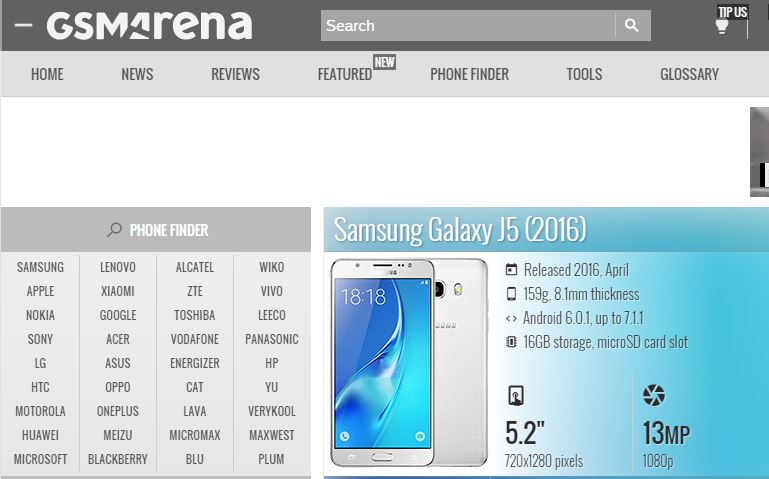 GSMArena
Search
TIP US
HOME NEWS REVIEWS FEATURED NEW PHONE FINDER TOOLS GLOSSARY
PHONE FINDER
SAMSUNG LENOVO ALCATEL WIKO
APPLE XIAOMI ZTE VIVO
NOKIA GOOGLE TOSHIBA LEECO
SONY ACER VODAFONE PANASONIC
LG ASUS ENERGIZER HP
HTC OPPO CAT YU
MOTOROLA ONEPLUS LAVA VERYKOOL
HUAWEI MEIZU MICROMAX MAXWEST
MICROSOFT BLACKBERRY BLU PLUM
Samsung Galaxy J5 (2016)
SAMSUNG
18:18
Released 2016, April
159g, 8.1mm thickness
Android 6.0.1, up to 7.1.1
16GB storage, microSD card slot
5.2"
720x1280 pixels
13MP
1080p